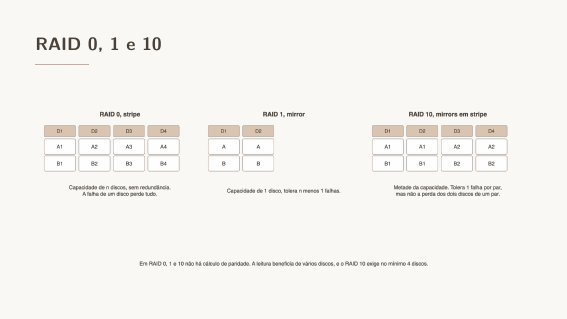 RAID 0, 1 e 10
RAID 0, stripe
D1 D2 D3 D4
A1 A2 A3 A4
B1 B2 B3 B4
Capacidade de n discos, sem redundância.
A falha de um disco perde tudo.
RAID 1, mirror
D1 D2
A A
B B
Capacidade de 1 disco, tolera n menos 1 falhas.
RAID 10, mirrors em stripe
D1 D2 D3 D4
A1 A1 A2 A2
B1 B1 B2 B2
Metade da capacidade. Tolera 1 falha por par,
mas não a perda dos dois discos de um par.
Em RAID 0, 1 e 10 não há cálculo de paridade. A leitura beneficia de vários discos, e o RAID 10 exige no mínimo 4 discos.